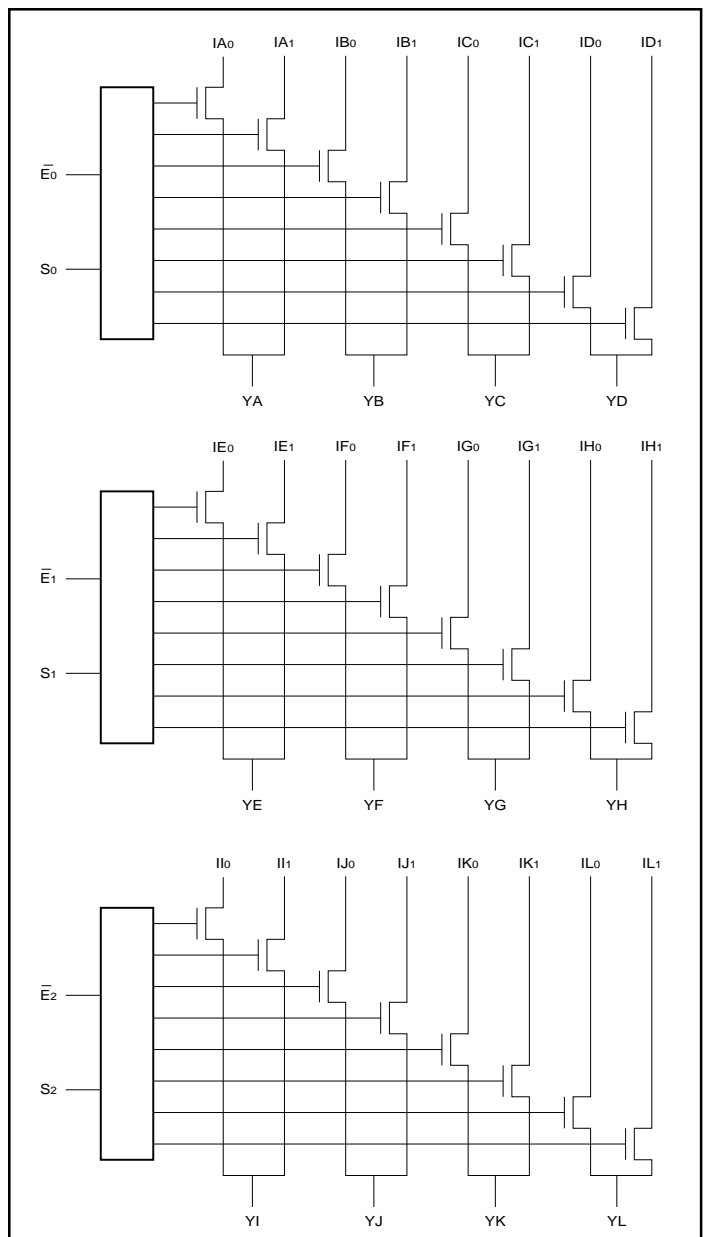 IA0 IA1 IB0 IB1 IC0 IC1 ID0 ID1
E̅0
S0
YA YB YC YD
IE0 IE1 IF0 IF1 IG0 IG1 IH0 IH1
E̅1
S1
YE YF YG YH
II0 II1 IJ0 IJ1 IK0 IK1 IL0 IL1
E̅2
S2
YI YJ YK YL